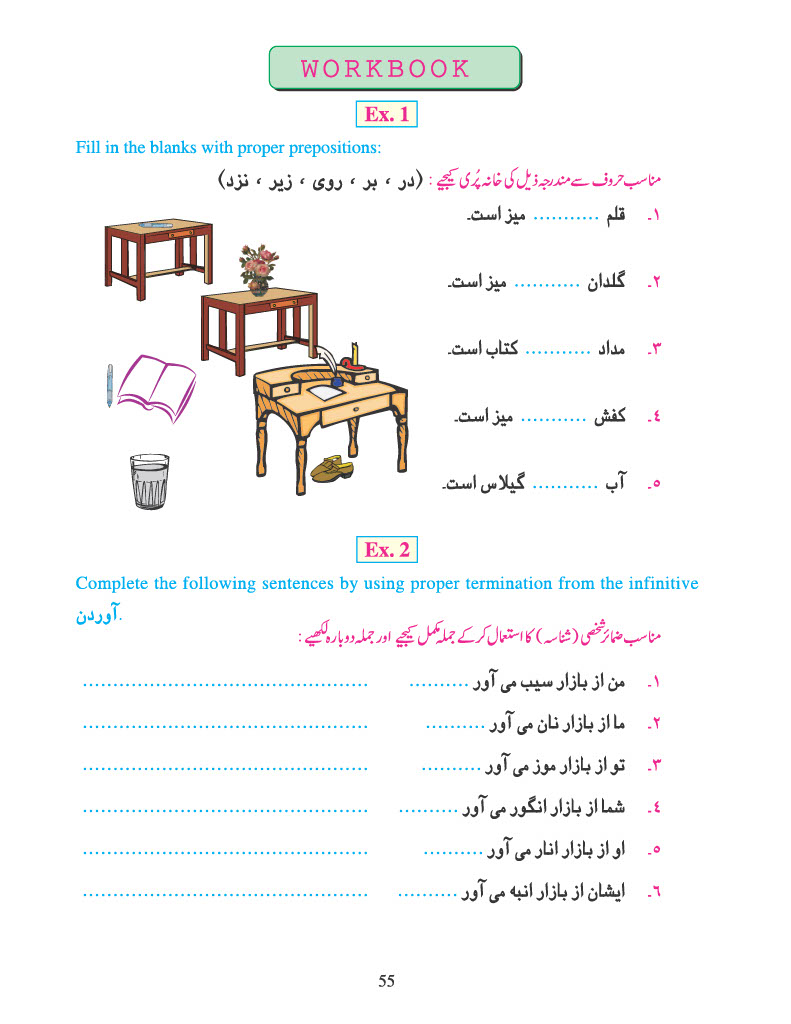 WORKBOOK
Ex. 1
Fill in the blanks with proper prepositions:
مناسب حروف سے مندرجہ ذیل کی خانہ پُری کیجیے : (در ، بر ، روی ، زیر ، نزد)
۱۔ قلم ........... میز است۔
۲۔ گلدان ........... میز است۔
۳۔ مداد ........... کتاب است۔
٤۔ کفش ........... میز است۔
٥۔ آب ........... گیلاس است۔
Ex. 2
Complete the following sentences by using proper termination from the infinitive
آوردن.
مناسب ضمائر شخصی (شناسہ) کا استعمال کرکے جملہ مکمل کیجیے اور جملہ دوبارہ لکھیے :
۱۔ من از بازار سیب می آور .......... ................................................
۲۔ ما از بازار نان می آور .......... ................................................
۳۔ تو از بازار موز می آور .......... ................................................
٤۔ شما از بازار انگور می آور .......... ................................................
٥۔ او از بازار انار می آور .......... ................................................
٦۔ ایشان از بازار انبه می آور .......... ................................................
55